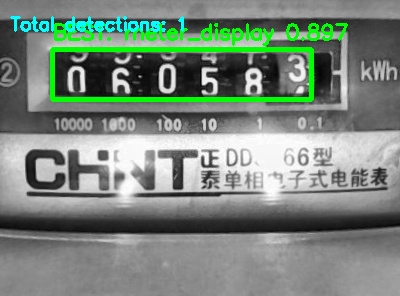 Total detections: 1
BEST: meter_display 0.897
② 0 6 0 5 8 3 kWh
10000 1000 100 10 1 0.1
CHNT 正泰 DD 66型
单相电子式电能表